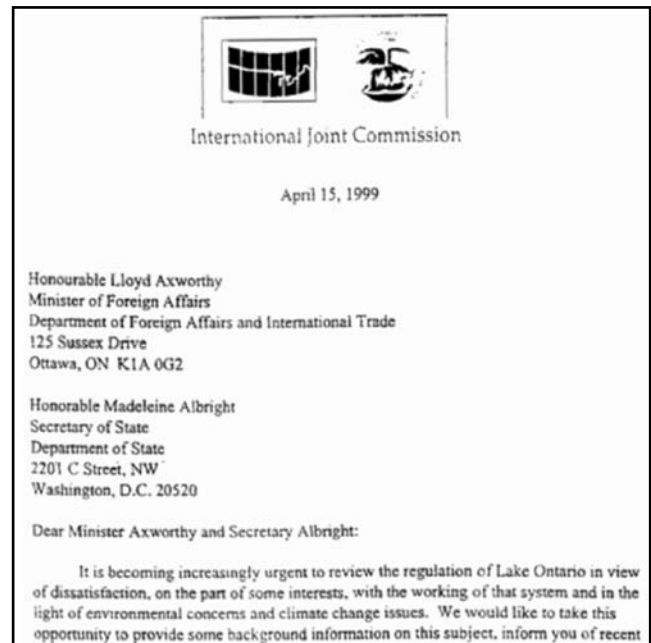 International Joint Commission
April 15, 1999
Honourable Lloyd Axworthy
Minister of Foreign Affairs
Department of Foreign Affairs and International Trade
125 Sussex Drive
Ottawa, ON K1A 0G2
Honorable Madeleine Albright
Secretary of State
Department of State
2201 C Street, NW
Washington, D.C. 20520
Dear Minister Axworthy and Secretary Albright:
It is becoming increasingly urgent to review the regulation of Lake Ontario in view
of dissatisfaction, on the part of some interests, with the working of that system and in the
light of environmental concerns and climate change issues. We would like to take this
opportunity to provide some background information on this subject, inform you of recent